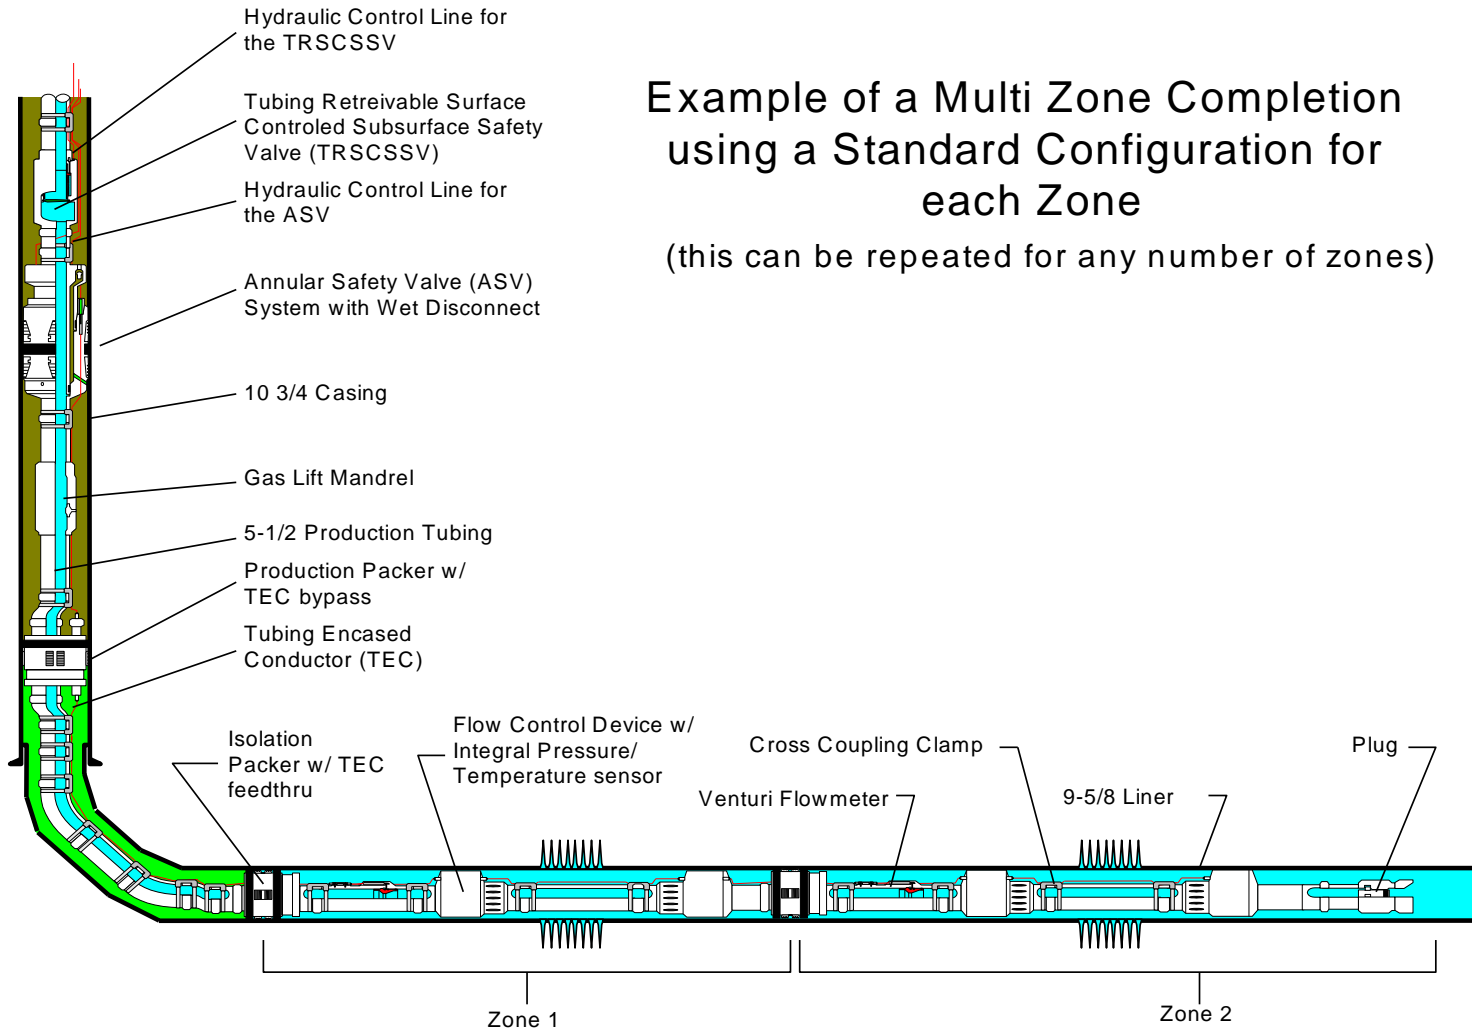 Hydraulic Control Line for
the TRSCSSV
Example of a Multi Zone Completion
using a Standard Configuration for
each Zone
(this can be repeated for any number of zones)
Tubing Retreivable Surface
Controled Subsurface Safety
Valve (TRSCSSV)
Hydraulic Control Line for
the ASV
Annular Safety Valve (ASV)
System with Wet Disconnect
10 3/4 Casing
Gas Lift Mandrel
5-1/2 Production Tubing
Production Packer w/
TEC bypass
Tubing Encased
Conductor (TEC)
Isolation
Packer w/ TEC
feedthru
Flow Control Device w/
Integral Pressure/
Temperature sensor
Cross Coupling Clamp
Venturi Flowmeter
9-5/8 Liner
Plug
Zone 1
Zone 2